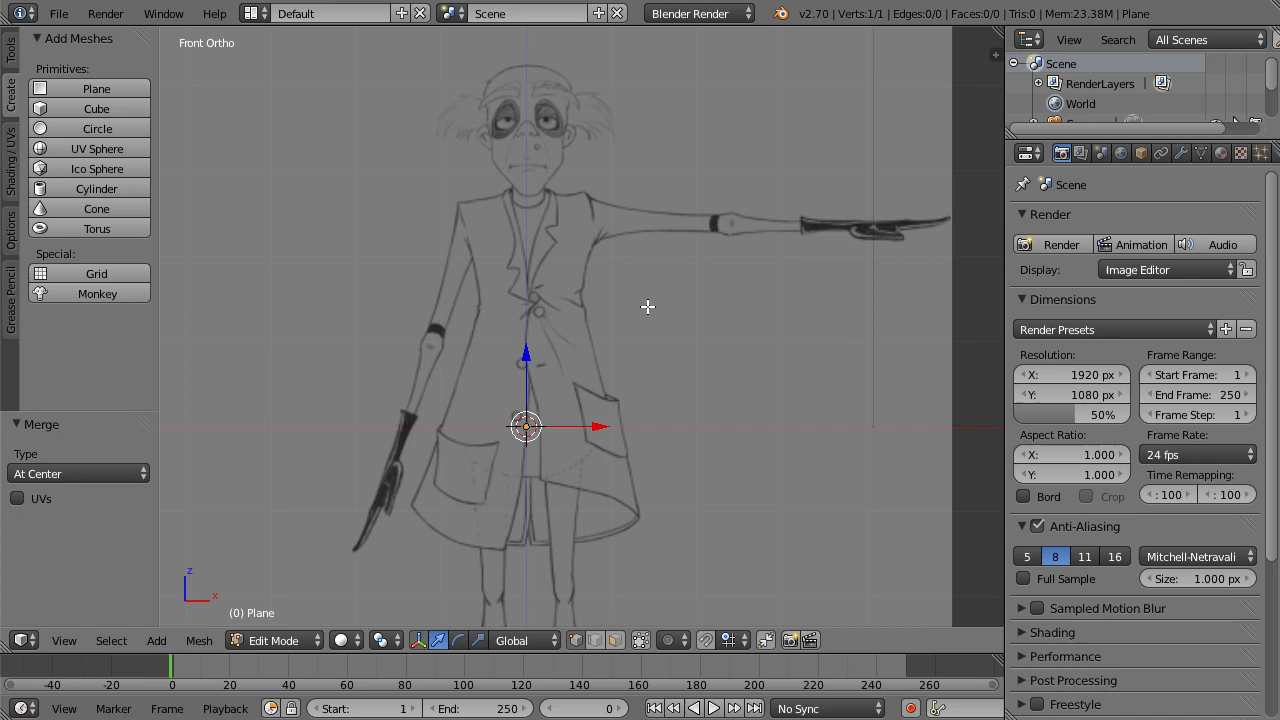 File Render Window Help Default Scene Blender Render v2.70 | Verts:1/1 | Edges:0/0 | Faces:0/0 | Tris:0 | Mem:23.38M | Plane
Tools
Create
Shading / UVs
Options
Grease Pencil
Add Meshes
Primitives:
Plane
Cube
Circle
UV Sphere
Ico Sphere
Cylinder
Cone
Torus
Special:
Grid
Monkey
Merge
Type
At Center
UVs
Front Ortho
z
x
(0) Plane
View Select Add Mesh Edit Mode Global
-40 -20 0 20 40 60 80 100 120 140 160 180 200 220 240 260
View Marker Frame Playback Start: 1 End: 250 0 No Sync
View Search All Scenes
Scene
RenderLayers
World
Scene
Render
Render Animation Audio
Display: Image Editor
Dimensions
Render Presets
Resolution: Frame Range:
X: 1920 px Start Frame: 1
Y: 1080 px End Frame: 250
50% Frame Step: 1
Aspect Ratio: Frame Rate:
X: 1.000 24 fps
Y: 1.000 Time Remapping:
Bord Crop : 100 : 100
Anti-Aliasing
5 8 11 16 Mitchell-Netravali
Full Sample Size: 1.000 px
Sampled Motion Blur
Shading
Performance
Post Processing
Freestyle